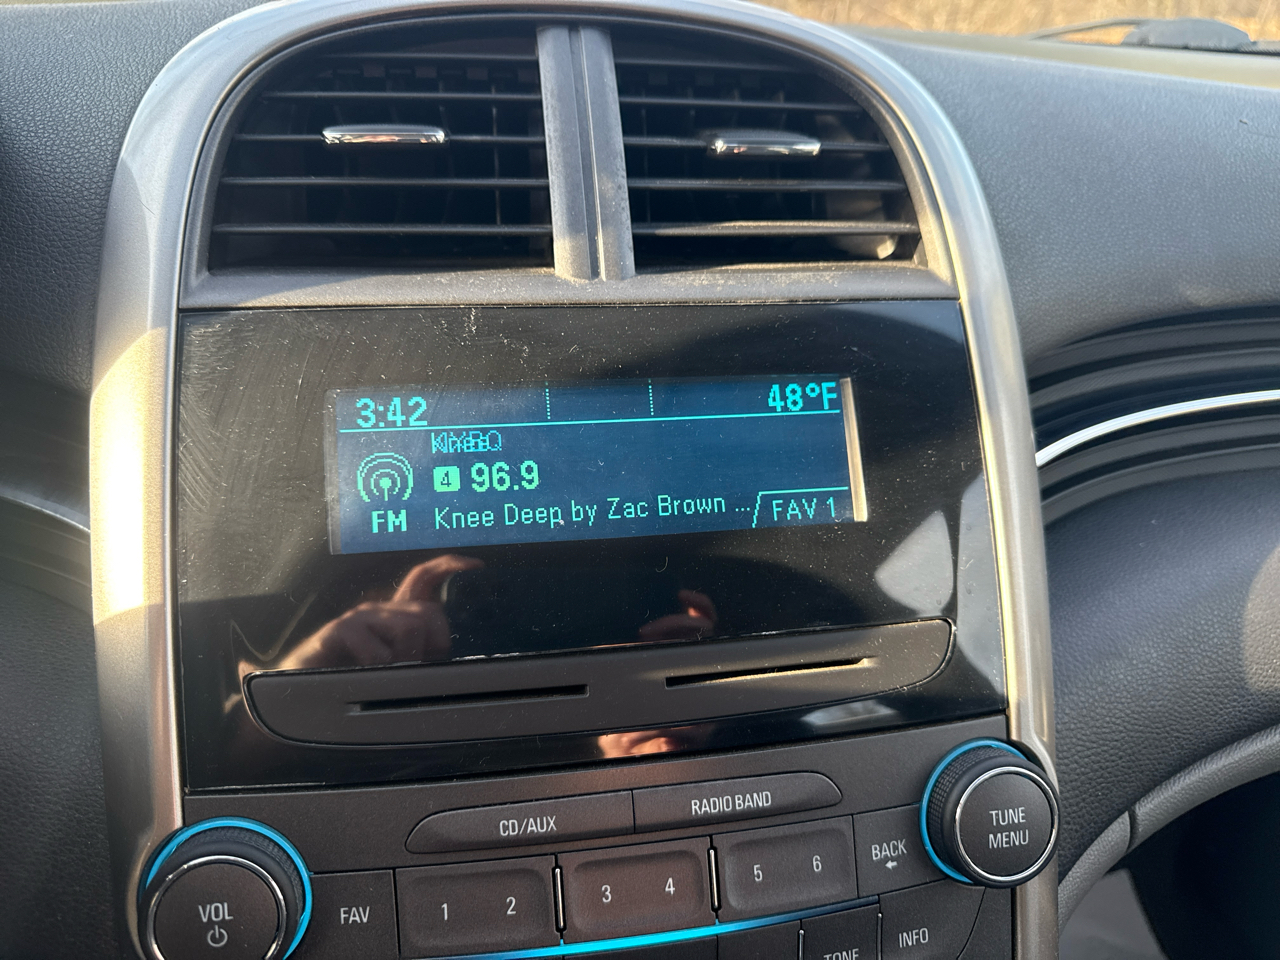 3:42 48°F
4 96.9
FM Knee Deep by Zac Brown ... FAV 1
CD/AUX RADIO BAND
TUNE
MENU
VOL
FAV 1 2 3 4 5 6 BACK
TONE INFO